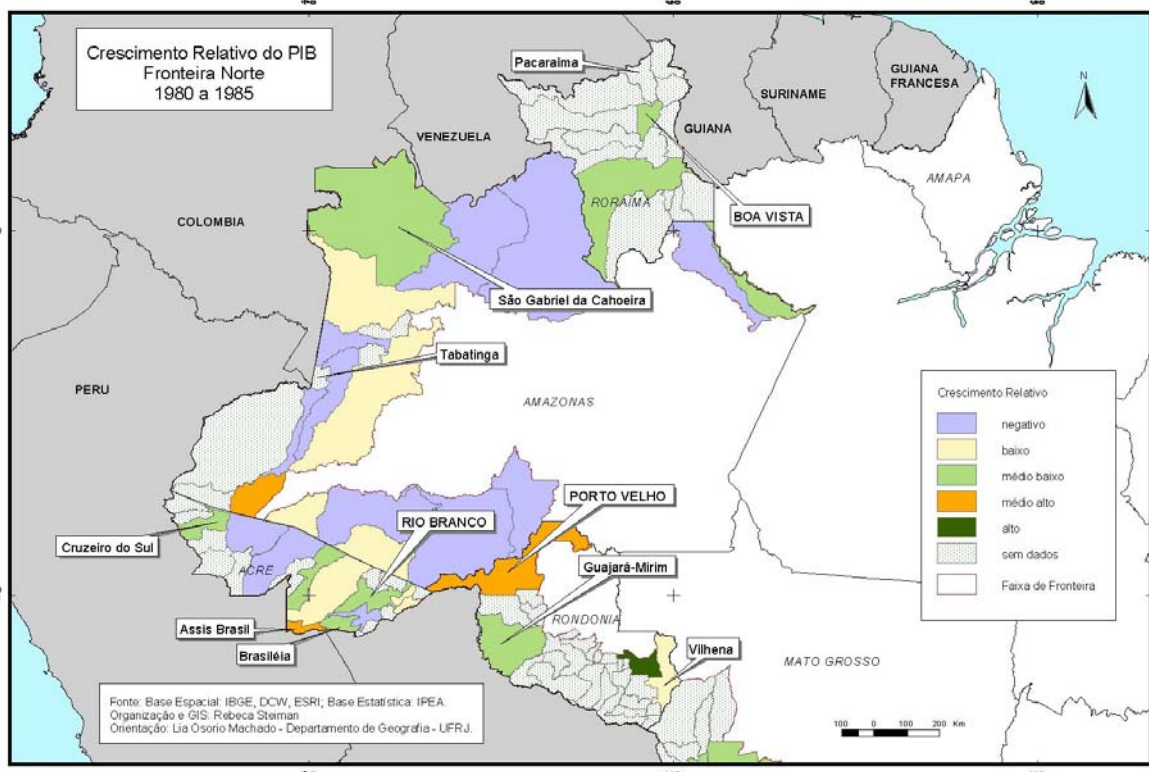 Crescimento Relativo do PIB
Fronteira Norte
1980 a 1985
Pacaraima
VENEZUELA
GUIANA
SURINAME
GUIANA
FRANCESA
N
COLOMBIA
RORAIMA
AMAPA
BOA VISTA
São Gabriel da Cahoeira
Tabatinga
PERU
AMAZONAS
Crescimento Relativo
negativo
baixo
médio baixo
médio alto
alto
sem dados
Faixa de Fronteira
PORTO VELHO
RIO BRANCO
Cruzeiro do Sul
ACRE
Guajará-Mirim
Assis Brasil
RONDONIA
Brasiléia
Vilhena
MATO GROSSO
Fonte: Base Espacial: IBGE, DCW, ESRI; Base Estatística: IPEA.
Organização e GIS: Rebeca Steiman
Orientação: Lia Osorio Machado - Departamento de Geografia - UFRJ.
100 0 100 200 Km